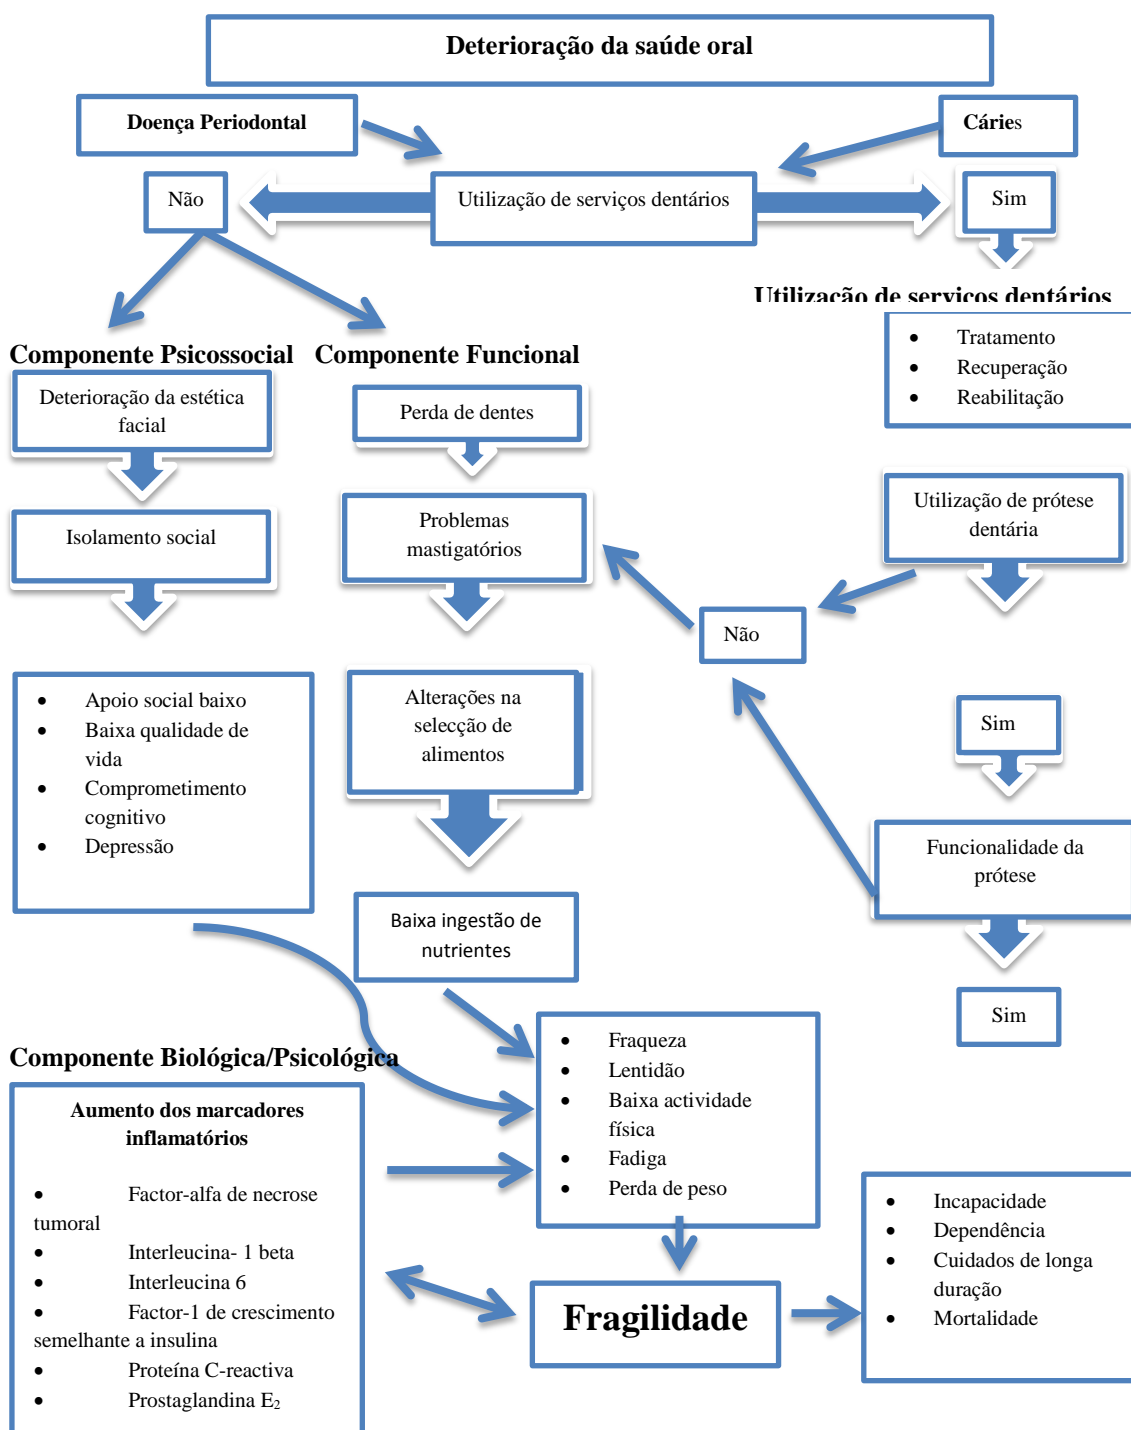 Deterioração da saúde oral
Doença Periodontal
Cáries
Não
Utilização de serviços dentários
Sim
Utilização de serviços dentários
Tratamento
Recuperação
Reabilitação
Componente Psicossocial
Componente Funcional
Deterioração da estética
facial
Perda de dentes
Isolamento social
Problemas
mastigatórios
Utilização de prótese
dentária
Não
Apoio social baixo
Baixa qualidade de
vida
Comprometimento
cognitivo
Depressão
Alterações na
selecção de
alimentos
Sim
Funcionalidade da
prótese
Baixa ingestão de
nutrientes
Sim
Componente Biológica/Psicológica
Aumento dos marcadores
inflamatórios
Factor-alfa de necrose
tumoral
Interleucina- 1 beta
Interleucina 6
Factor-1 de crescimento
semelhante a insulina
Proteína C-reactiva
Prostaglandina E₂
Fraqueza
Lentidão
Baixa actividade
física
Fadiga
Perda de peso
Fragilidade
Incapacidade
Dependência
Cuidados de longa
duração
Mortalidade